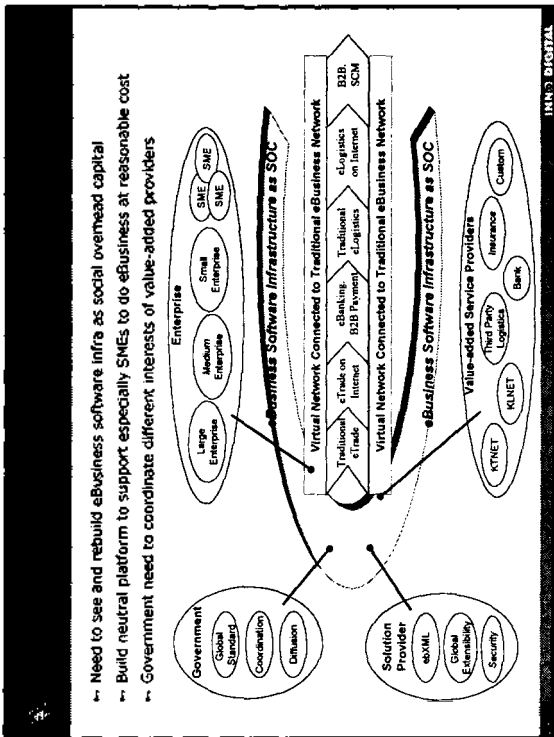 Need to see and rebuild eBusiness software infra as social overhead capital
Build neutral platform to support especially SMEs to do eBusiness at reasonable cost
Government need to coordinate different interests of value-added providers
Government
Global
Standard
Coordination
Diffusion
Solution
Provider
ebXML
Global
Extensibility
Security
Enterprise
Large
Enterprise
Medium
Enterprise
Small
Enterprise
SME
SME
SME
eBusiness Software Infrastructure as SOC
Virtual Network Connected to Traditional eBusiness Network
Traditional
eTrade
eTrade on
Internet
eBanking,
B2B Payment
Traditional
eLogistics
eLogistics
on Internet
B2B,
SCM
Virtual Network Connected to Traditional eBusiness Network
eBusiness Software Infrastructure as SOC
Value-added Service Providers
KTNET
KLNET
Third Party
Logistics
Bank
Insurance
Custom
INNO DIGITAL